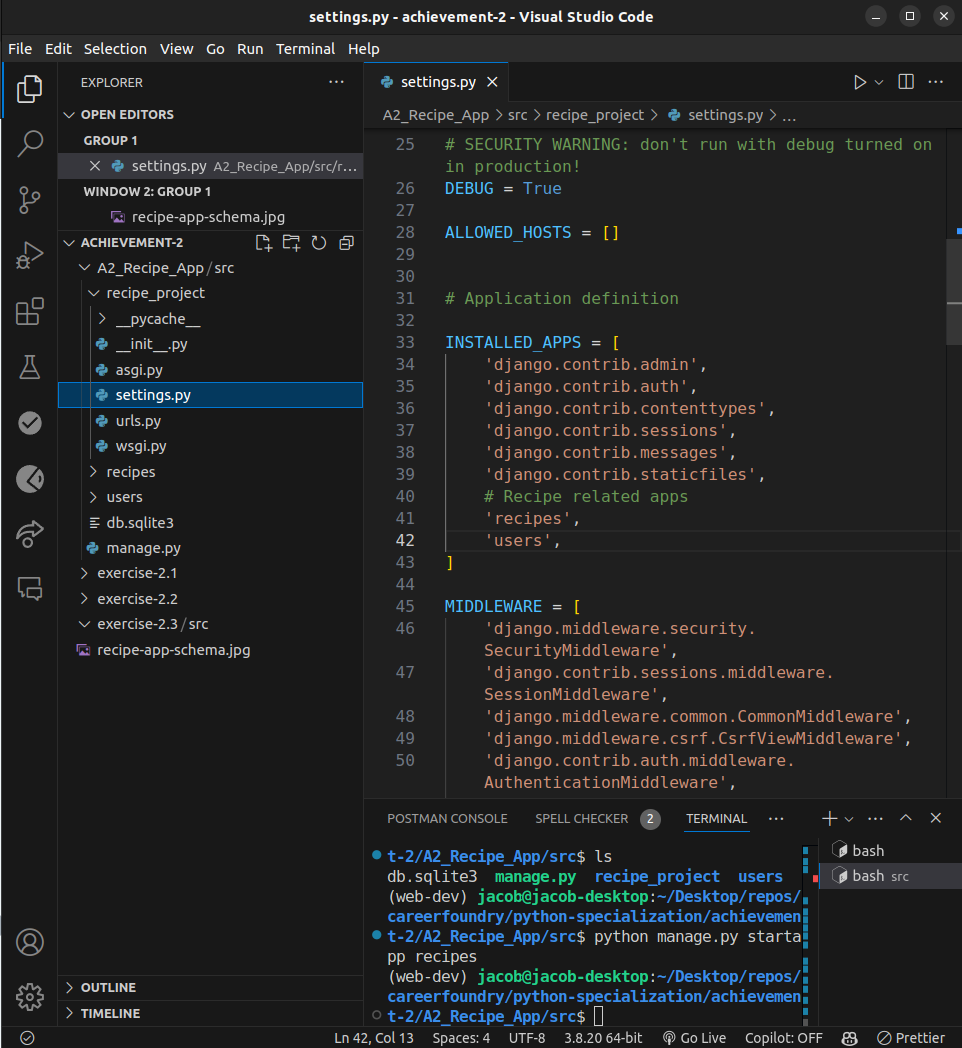 settings.py - achievement-2 - Visual Studio Code
File Edit Selection View Go Run Terminal Help
EXPLORER
OPEN EDITORS
GROUP 1
settings.py A2_Recipe_App/src/r...
WINDOW 2: GROUP 1
recipe-app-schema.jpg
ACHIEVEMENT-2
A2_Recipe_App / src
recipe_project
__pycache__
__init__.py
asgi.py
settings.py
urls.py
wsgi.py
recipes
users
db.sqlite3
manage.py
exercise-2.1
exercise-2.2
exercise-2.3 / src
recipe-app-schema.jpg
OUTLINE
TIMELINE
settings.py
A2_Recipe_App > src > recipe_project > settings.py > ...
25 # SECURITY WARNING: don't run with debug turned on
in production!
26 DEBUG = True
27
28 ALLOWED_HOSTS = []
29
30
31 # Application definition
32
33 INSTALLED_APPS = [
34 'django.contrib.admin',
35 'django.contrib.auth',
36 'django.contrib.contenttypes',
37 'django.contrib.sessions',
38 'django.contrib.messages',
39 'django.contrib.staticfiles',
40 # Recipe related apps
41 'recipes',
42 'users',
43 ]
44
45 MIDDLEWARE = [
46 'django.middleware.security.
SecurityMiddleware',
47 'django.contrib.sessions.middleware.
SessionMiddleware',
48 'django.middleware.common.CommonMiddleware',
49 'django.middleware.csrf.CsrfViewMiddleware',
50 'django.contrib.auth.middleware.
AuthenticationMiddleware',
POSTMAN CONSOLE SPELL CHECKER 2 TERMINAL
t-2/A2_Recipe_App/src$ ls
db.sqlite3 manage.py recipe_project users
(web-dev) jacob@jacob-desktop:~/Desktop/repos/
careerfoundry/python-specialization/achievemen
t-2/A2_Recipe_App/src$ python manage.py starta
pp recipes
(web-dev) jacob@jacob-desktop:~/Desktop/repos/
careerfoundry/python-specialization/achievemen
t-2/A2_Recipe_App/src$
bash
bash src
Ln 42, Col 13 Spaces: 4 UTF-8 3.8.20 64-bit Go Live Copilot: OFF Prettier